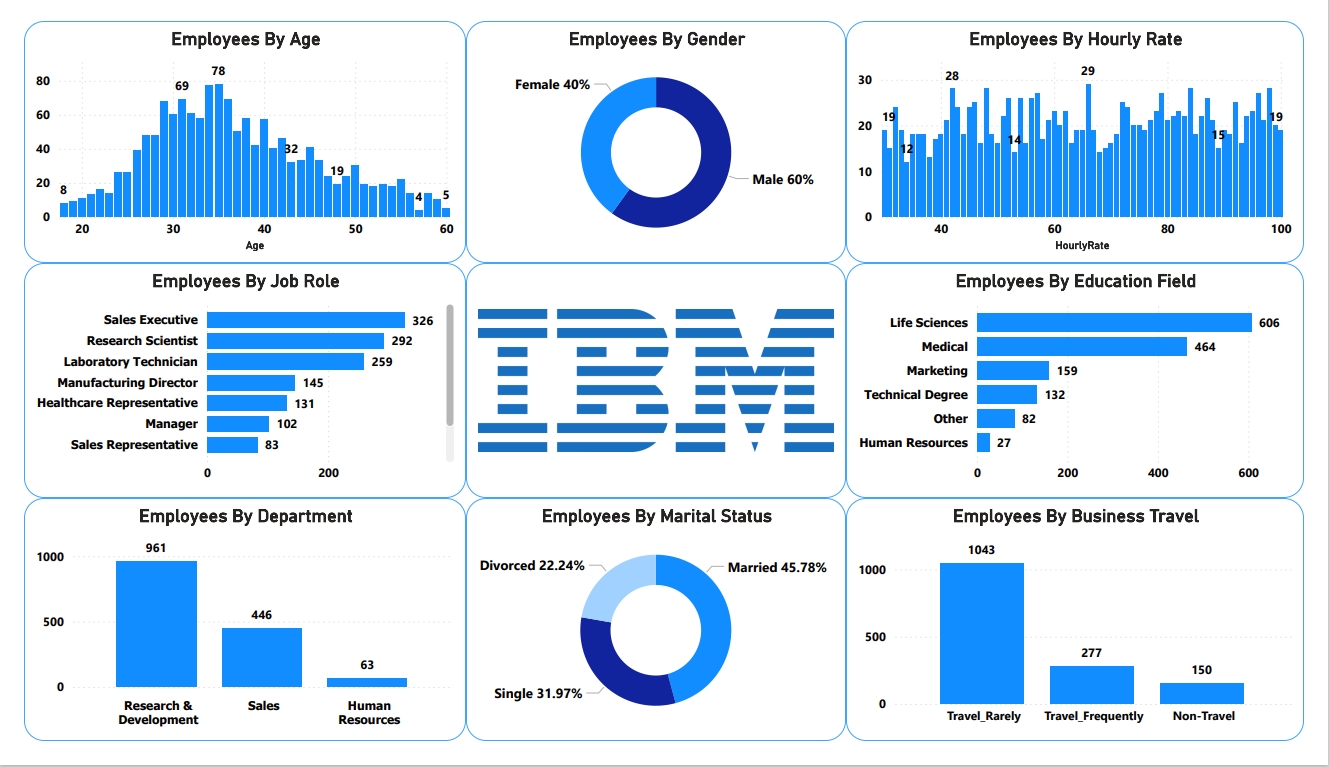 Employees By Age
80
60
40
20
0
8
69
78
32
19
4
5
20
30
40
50
60
Age
Employees By Gender
Female 40%
Male 60%
Employees By Hourly Rate
30
20
10
0
19
12
28
14
29
15
19
40
60
80
100
HourlyRate
Employees By Job Role
Sales Executive 326
Research Scientist 292
Laboratory Technician 259
Manufacturing Director 145
Healthcare Representative 131
Manager 102
Sales Representative 83
0
200
IBM
Employees By Education Field
Life Sciences 606
Medical 464
Marketing 159
Technical Degree 132
Other 82
Human Resources 27
0
200
400
600
Employees By Department
1000
500
0
961
446
63
Research &
Development
Sales
Human
Resources
Employees By Marital Status
Divorced 22.24%
Married 45.78%
Single 31.97%
Employees By Business Travel
1000
500
0
1043
277
150
Travel_Rarely
Travel_Frequently
Non-Travel